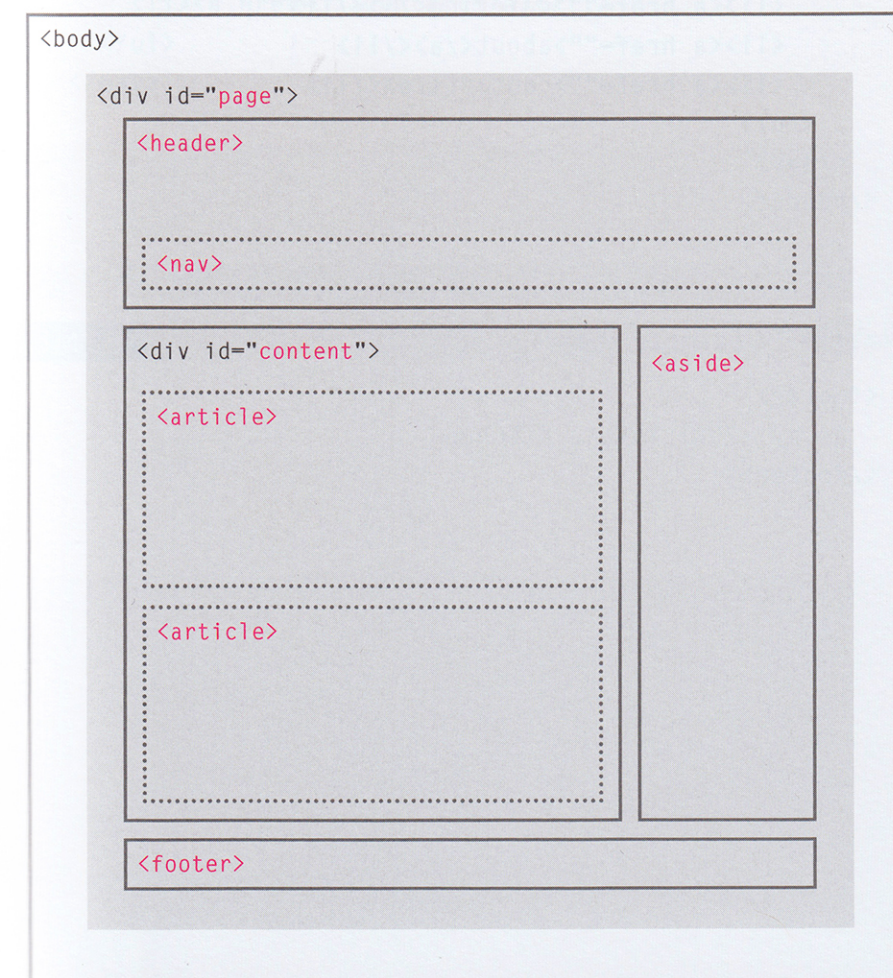 <body>
<div id="page">
<header>
<nav>
<div id="content">
<aside>
<article>
<article>
<footer>